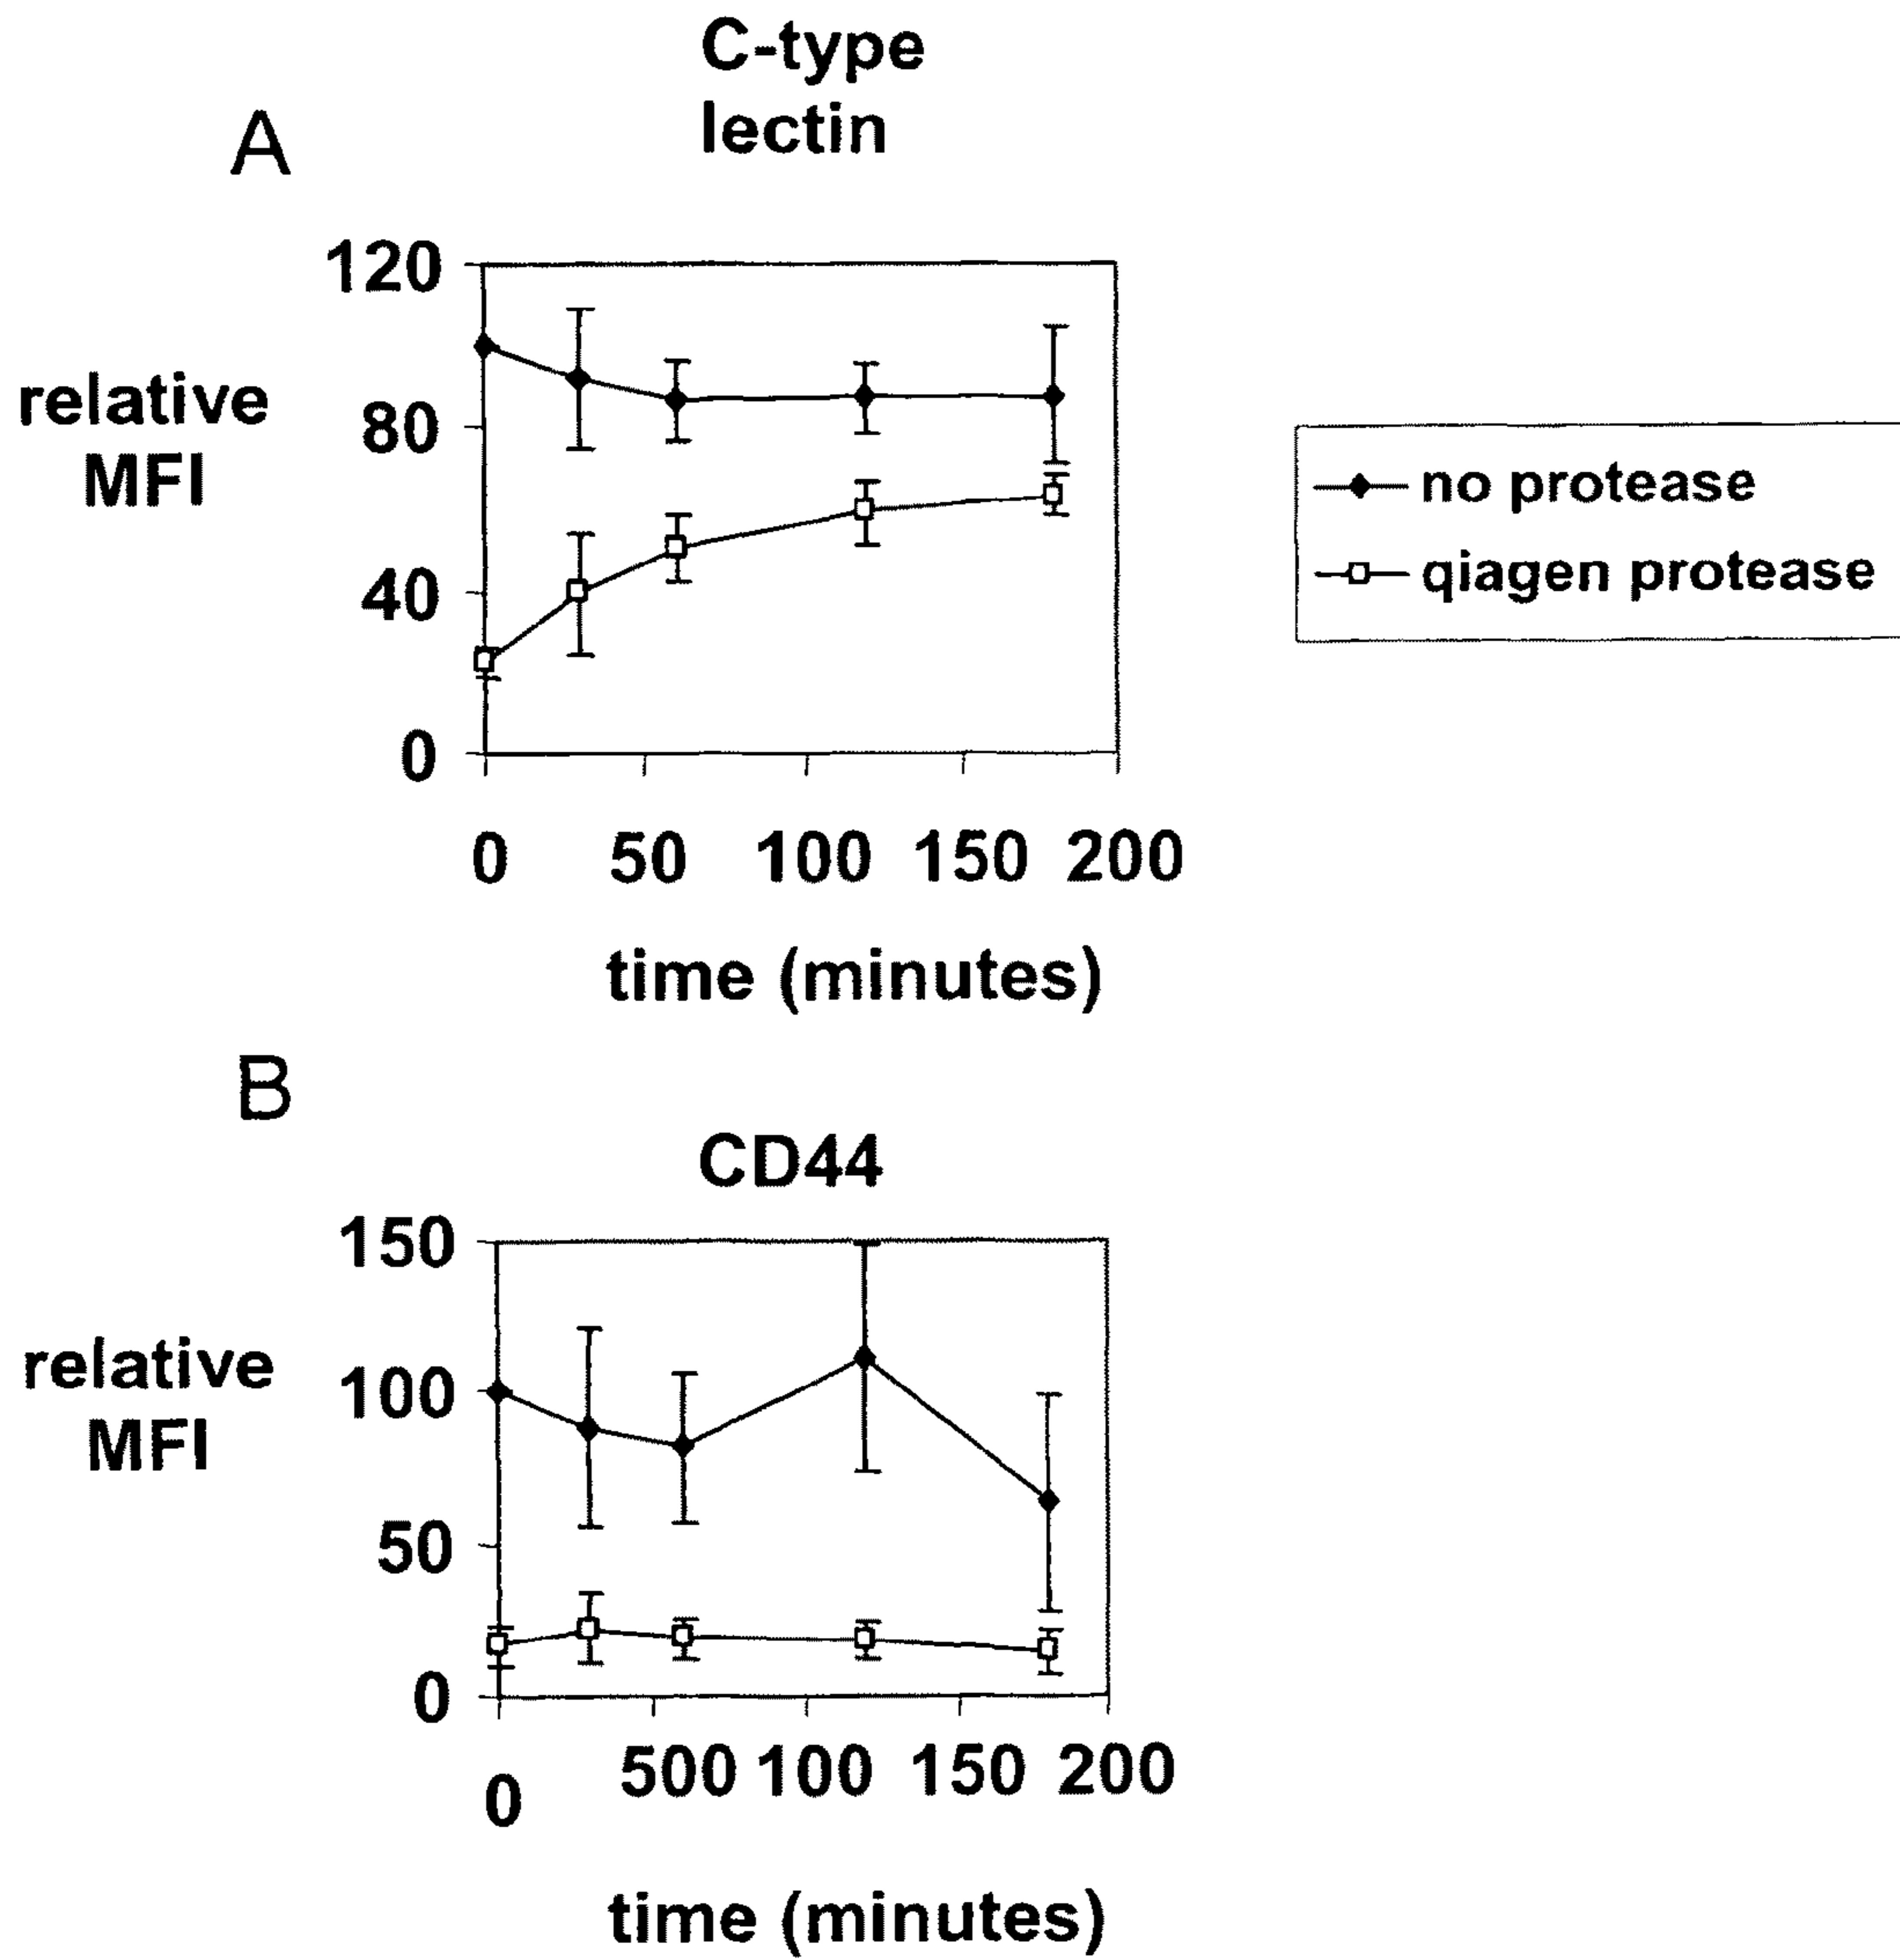 C-type
lectin
A
120
80
40
0
relative
MFI
0 50 100 150 200
time (minutes)
no protease
qiagen protease
B
CD44
150
100
50
0
relative
MFI
0 500 100 150 200
time (minutes)